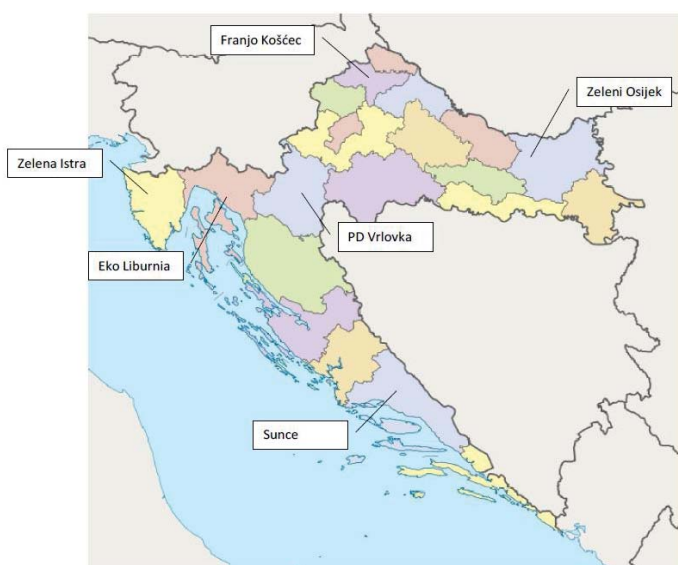 Franjo Košćec
Zeleni Osijek
Zelena Istra
PD Vrlovka
Eko Liburnia
Sunce